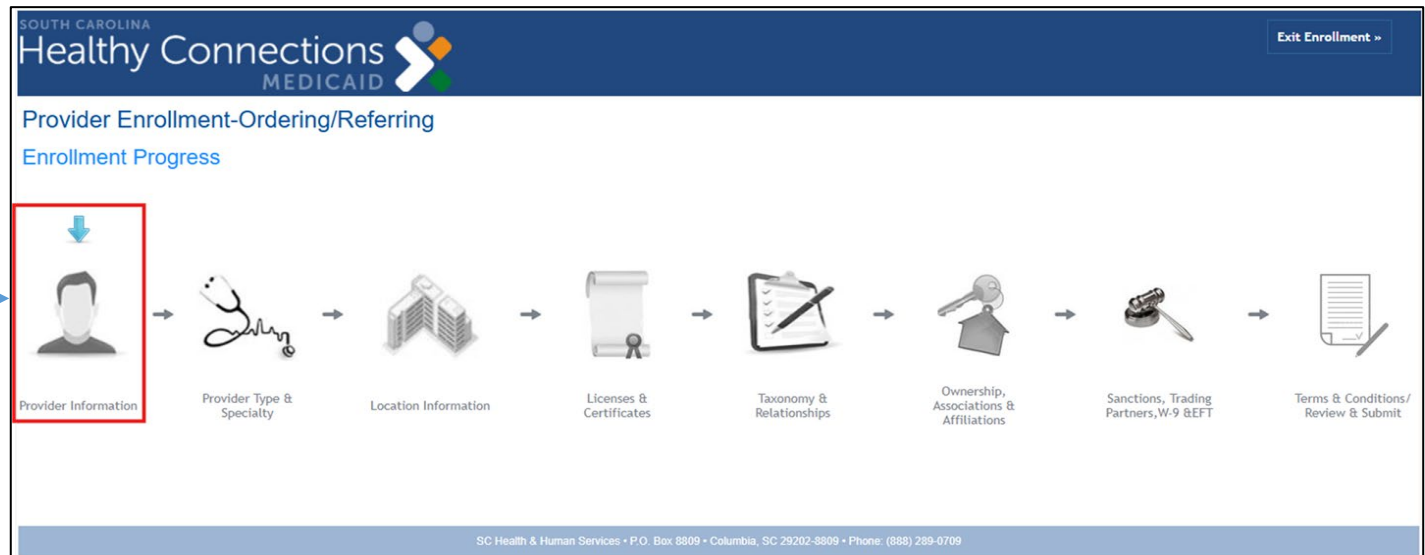 SOUTH CAROLINA
Healthy Connections
MEDICAID
Exit Enrollment »
Provider Enrollment-Ordering/Referring
Enrollment Progress
Provider Information
Provider Type &
Specialty
Location Information
Licenses &
Certificates
Taxonomy &
Relationships
Ownership,
Associations &
Affiliations
Sanctions, Trading
Partners,W-9 &EFT
Terms & Conditions/
Review & Submit
SC Health & Human Services • P.O. Box 8809 • Columbia, SC 29202-8809 • Phone: (888) 289-0709